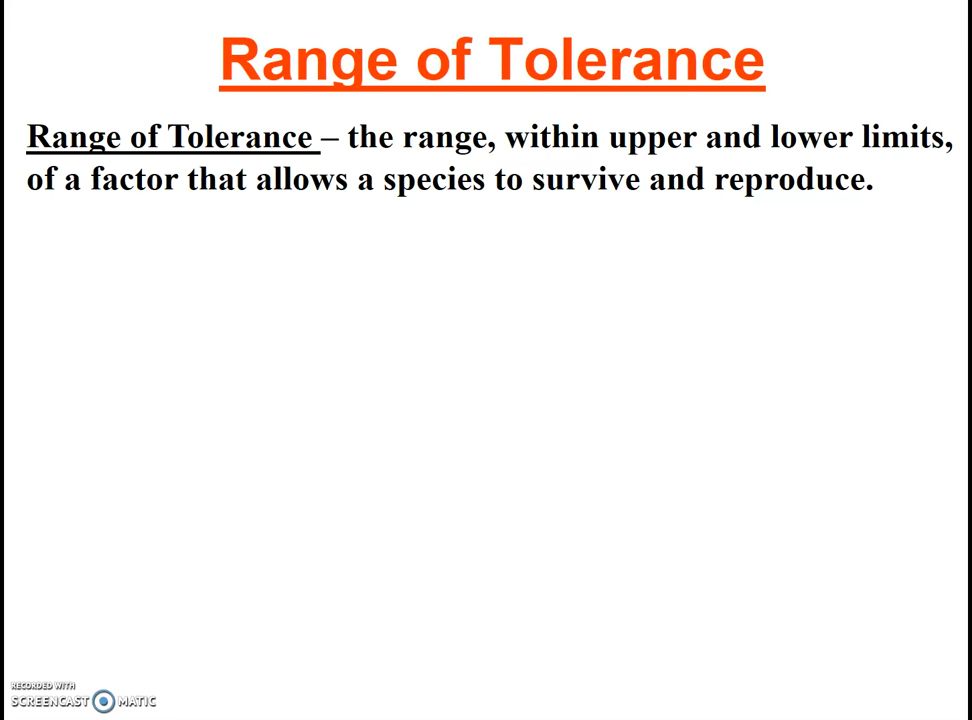 Range of Tolerance
Range of Tolerance – the range, within upper and lower limits,
of a factor that allows a species to survive and reproduce.
RECORDED WITH
SCREENCAST MATIC